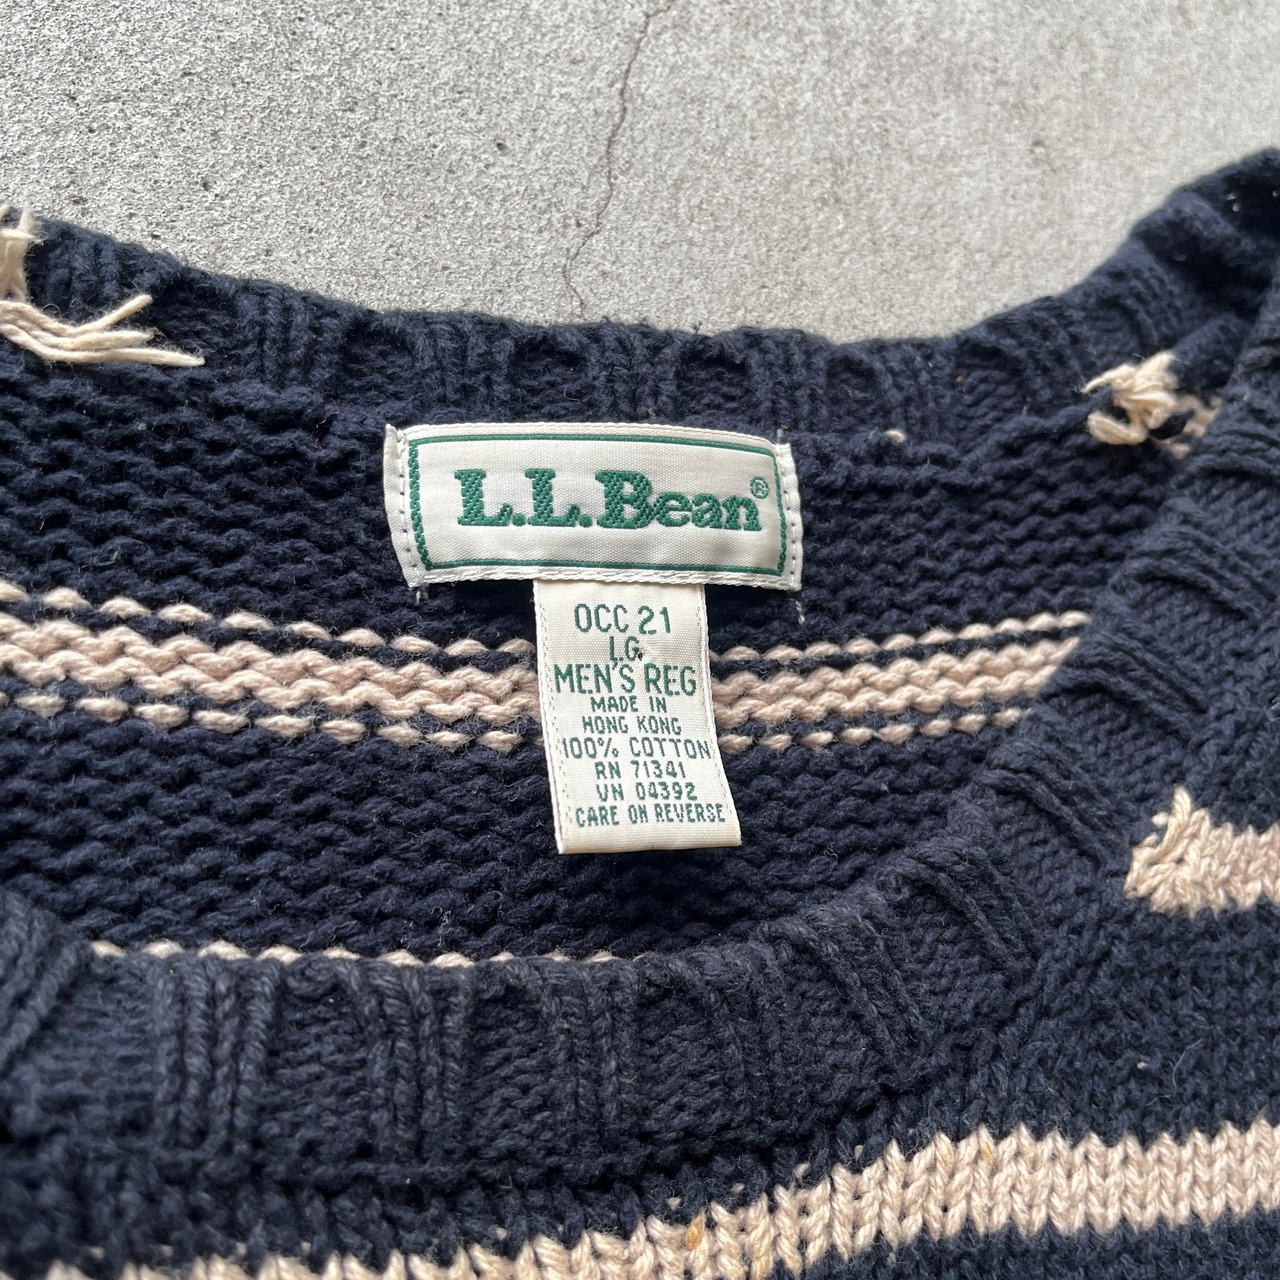 L.L.Bean®
OCC 21
LG.
MEN'S REG
MADE IN
HONG KONG
100% COTTON
RN 71341
VN 04392
CARE ON REVERSE